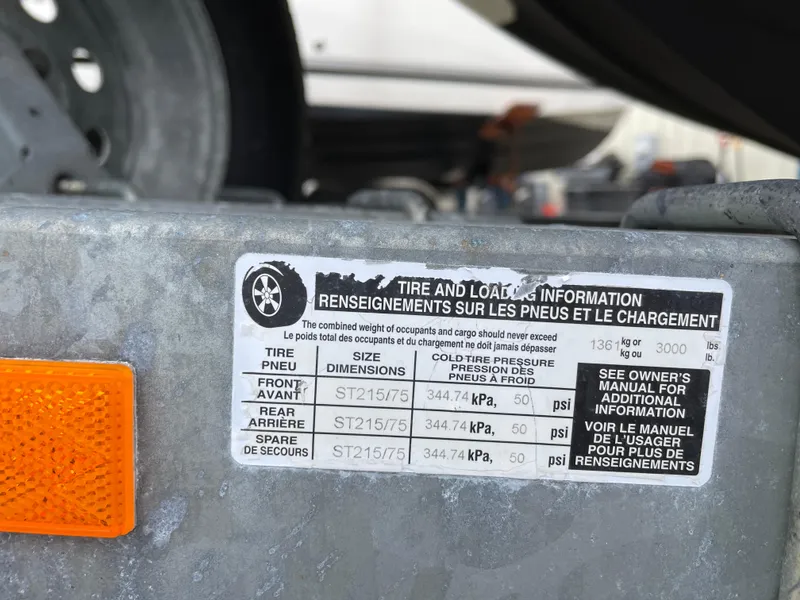 TIRE AND LOADING INFORMATION
RENSEIGNEMENTS SUR LES PNEUS ET LE CHARGEMENT
The combined weight of occupants and cargo should never exceed
Le poids total des occupants et du chargement ne doit jamais dépasser
1361 kg or kg ou 3000 lbs. lb.
TIRE PNEU
SIZE DIMENSIONS
COLD TIRE PRESSURE PRESSION DES PNEUS À FROID
FRONT AVANT ST215/75 344.74 kPa, 50 psi
REAR ARRIÈRE ST215/75 344.74 kPa, 50 psi
SPARE DE SECOURS ST215/75 344.74 kPa, 50 psi
SEE OWNER'S
MANUAL FOR
ADDITIONAL
INFORMATION
VOIR LE MANUEL
DE L'USAGER
POUR PLUS DE
RENSEIGNEMENTS